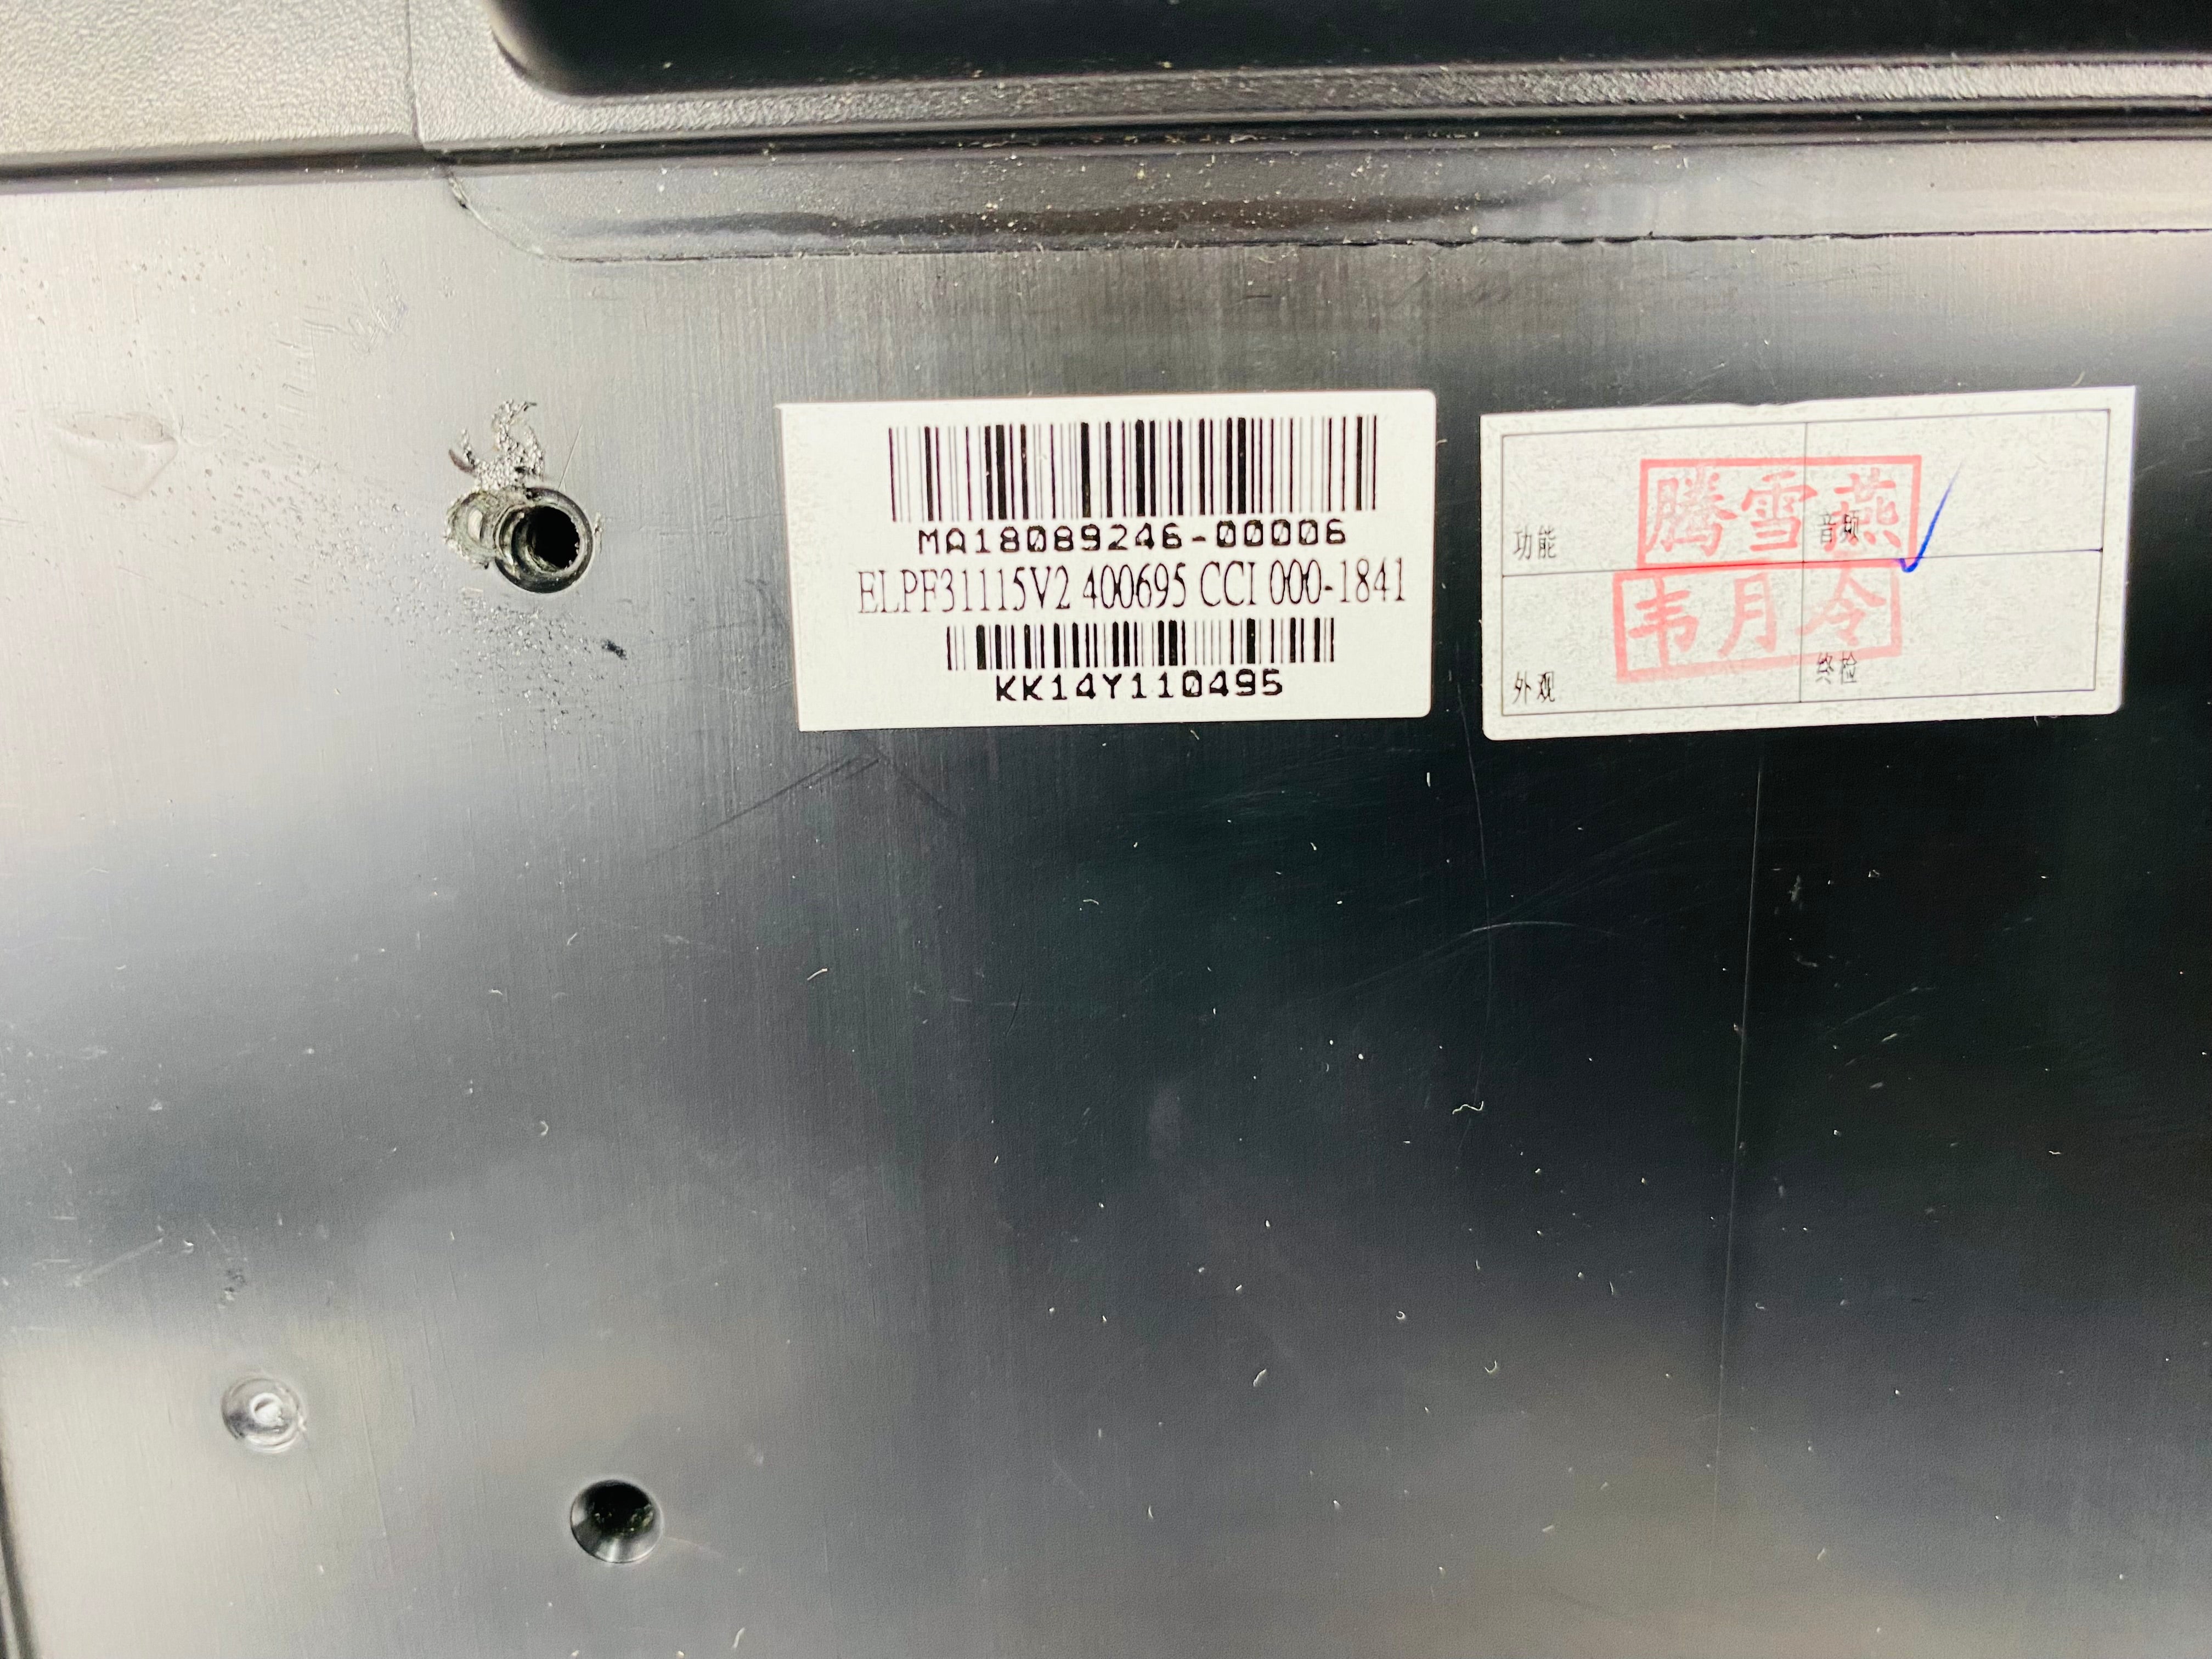 MA18089246-00006
ELPF31115V2 400695 CCI 000-1841
KK14Y110495
腾雪燕
功能
音频
韦月令
外观
终检